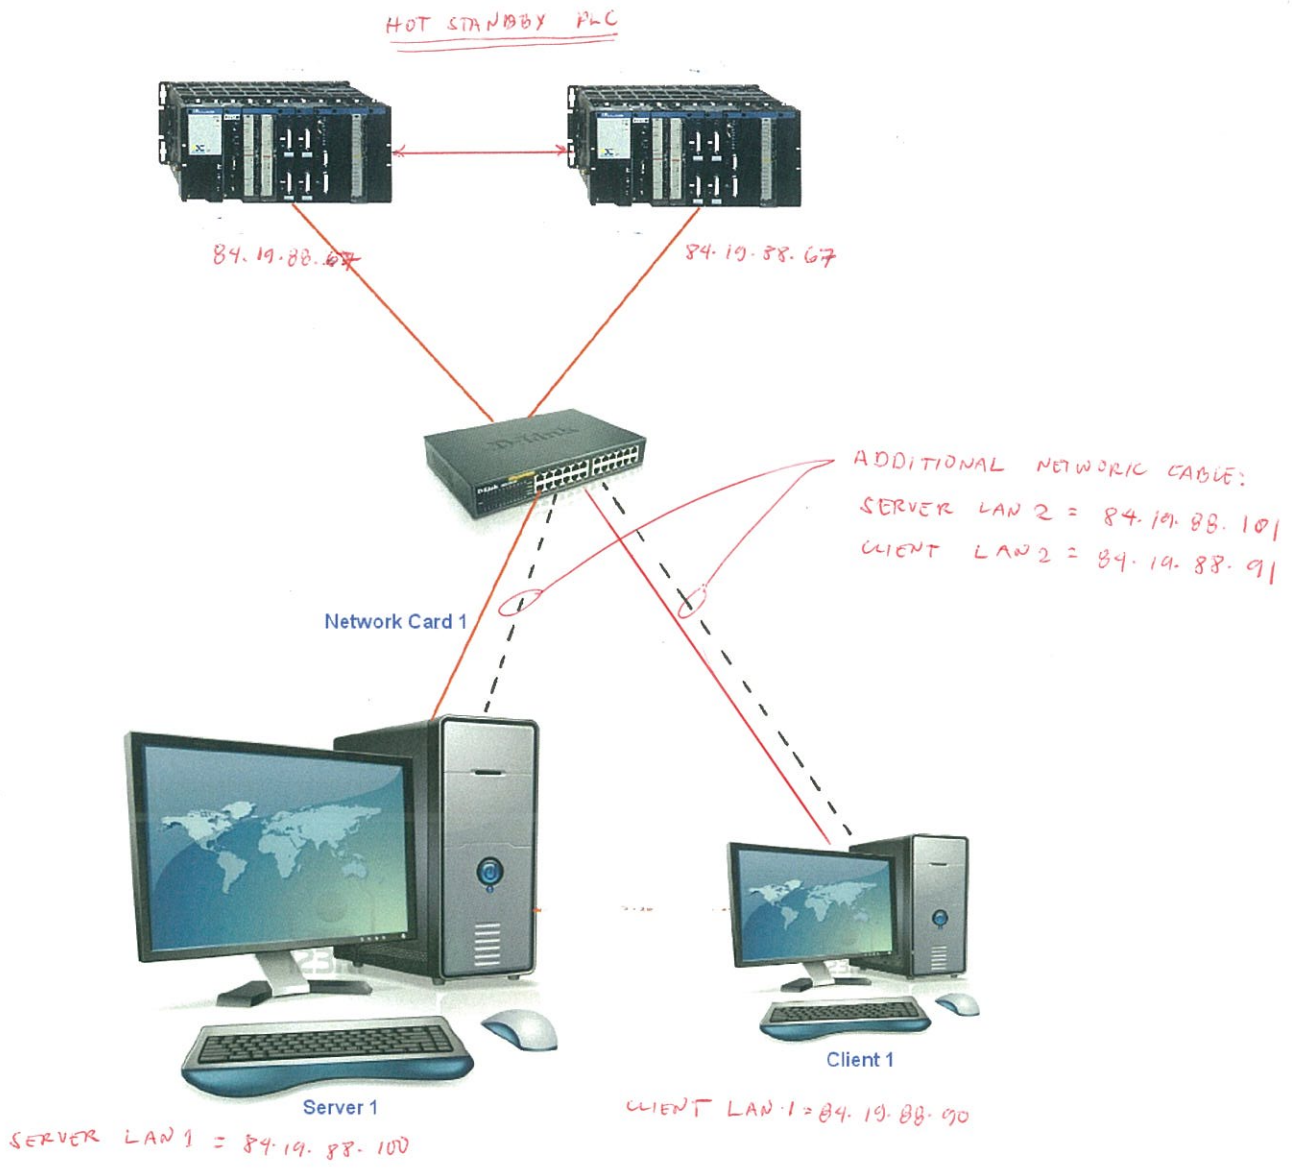 HOT STANDBY PLC
84.19.88.67
84.19.88.67
D-Link
D-Link
ADDITIONAL NETWORK CABLE:
SERVER LAN 2 = 84.19.88.101
CLIENT LAN 2 = 84.19.88.91
Network Card 1
Client 1
Server 1
CLIENT LAN 1 = 84.19.88.90
SERVER LAN 1 = 84.19.88.100